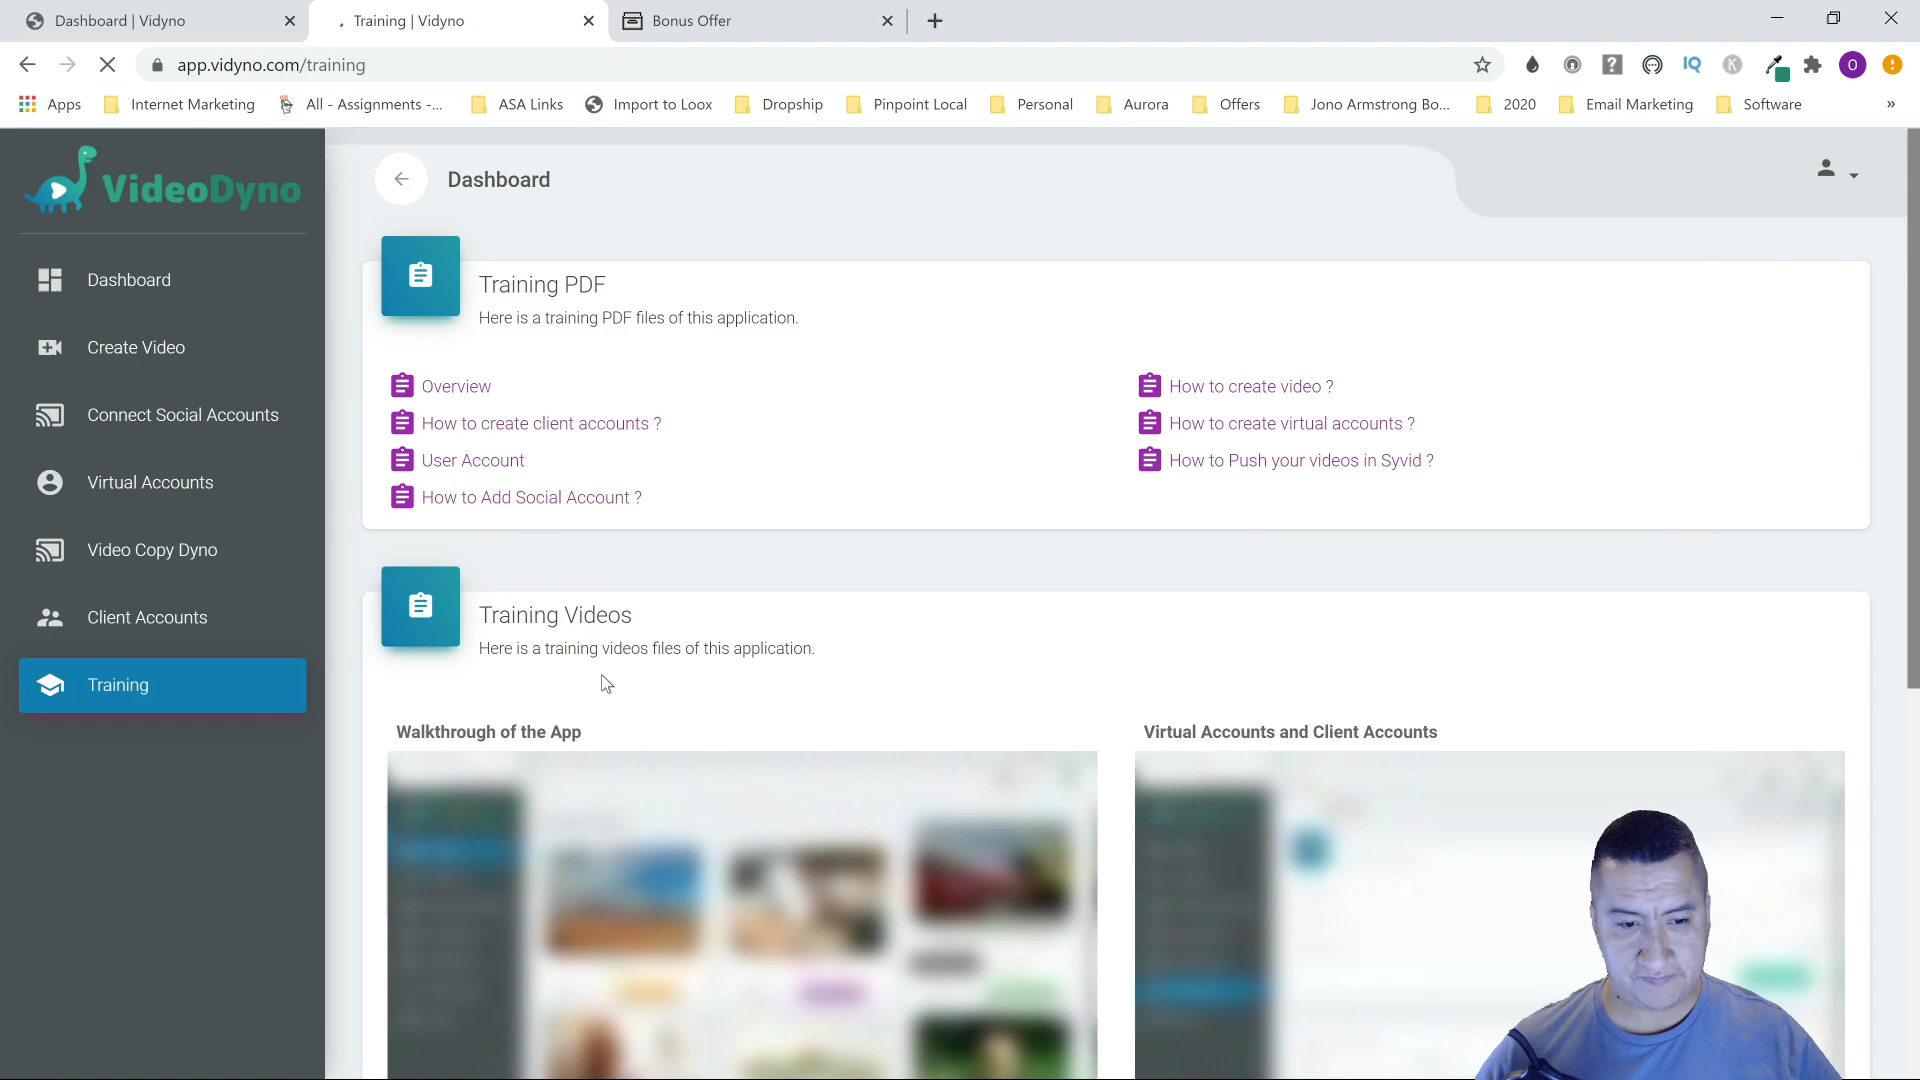 Dashboard | Vidyno
Training | Vidyno
Bonus Offer
app.vidyno.com/training
IQ
K
O
Apps
Internet Marketing
All - Assignments -...
ASA Links
Import to Loox
Dropship
Pinpoint Local
Personal
Aurora
Offers
Jono Armstrong Bo...
2020
Email Marketing
Software
»
VideoDyno
Dashboard
Create Video
Connect Social Accounts
Virtual Accounts
Video Copy Dyno
Client Accounts
Training
Dashboard
Training PDF
Here is a training PDF files of this application.
Overview
How to create client accounts ?
User Account
How to Add Social Account ?
How to create video ?
How to create virtual accounts ?
How to Push your videos in Syvid ?
Training Videos
Here is a training videos files of this application.
Walkthrough of the App
Virtual Accounts and Client Accounts